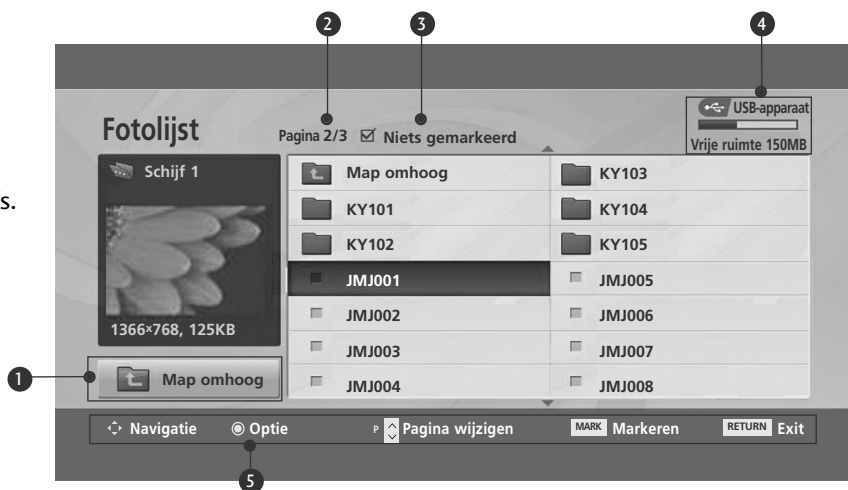 2 3 4
USB-apparaat
Vrije ruimte 150MB
Fotolijst
Pagina 2/3 Niets gemarkeerd
Schijf 1
s.
1366×768, 125KB
1
Map omhoog
Map omhoog KY103
KY101 KY104
KY102 KY105
JMJ001 JMJ005
JMJ002 JMJ006
JMJ003 JMJ007
JMJ004 JMJ008
Navigatie Optie P Pagina wijzigen MARK Markeren RETURN Exit
5